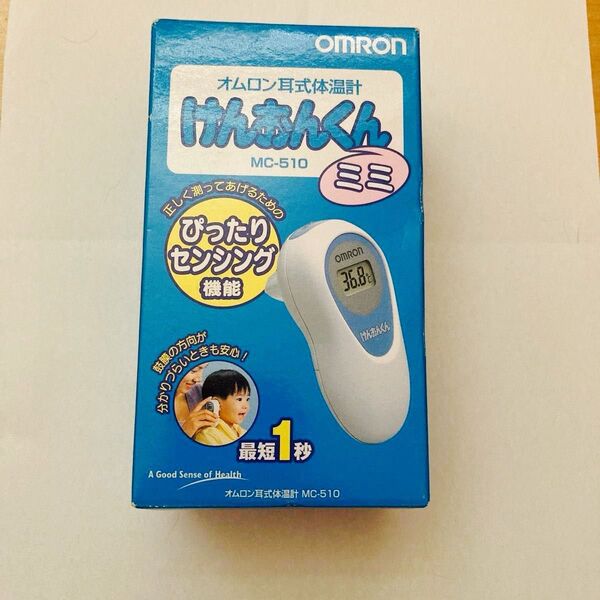 OMRON
オムロン耳式体温計
けんおんくん
MC-510
ミミ
正しく測ってあげるための
ぴったり
センシング
機能
OMRON
36.8℃
けんおんくん
鼓膜の方向が
分かりづらいときも安心!
最短1秒
A Good Sense of Health
オムロン耳式体温計 MC-510